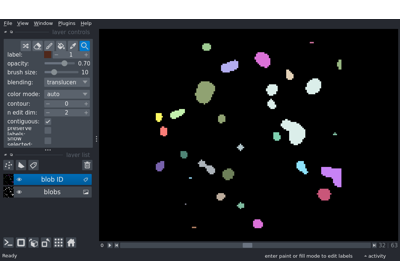 File View Window Plugins Help
layer controls
label: 1
opacity: 0.70
brush size: 10
blending: translucen
color mode: auto
contour: 0
n edit dim: 2
contiguous:
preserve labels:
show selected:
layer list
blob ID
blobs
32 63
Ready enter paint or fill mode to edit labels activity